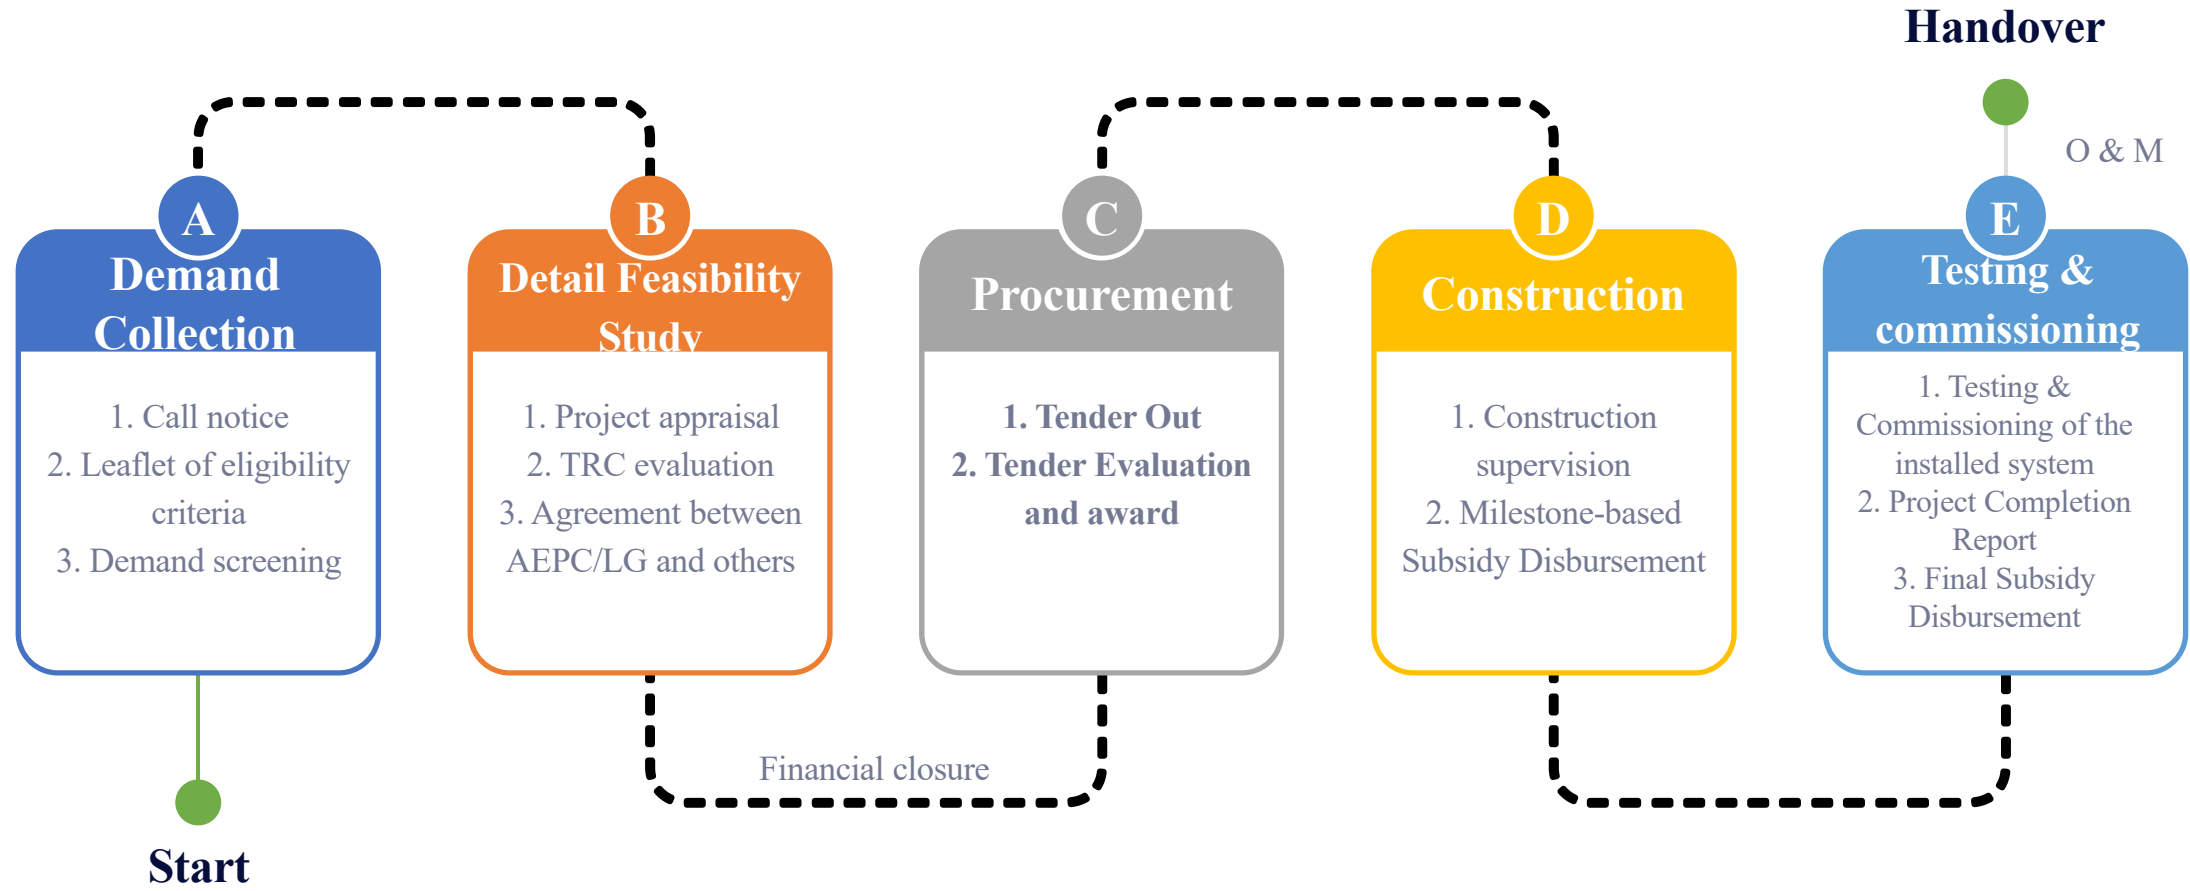 Handover
O & M
A
Demand
Collection
1. Call notice
2. Leaflet of eligibility
criteria
3. Demand screening
Start
B
Detail Feasibility
Study
1. Project appraisal
2. TRC evaluation
3. Agreement between
AEPC/LG and others
Financial closure
C
Procurement
1. Tender Out
2. Tender Evaluation
and award
D
Construction
1. Construction
supervision
2. Milestone-based
Subsidy Disbursement
E
Testing &
commissioning
1. Testing &
Commissioning of the
installed system
2. Project Completion
Report
3. Final Subsidy
Disbursement